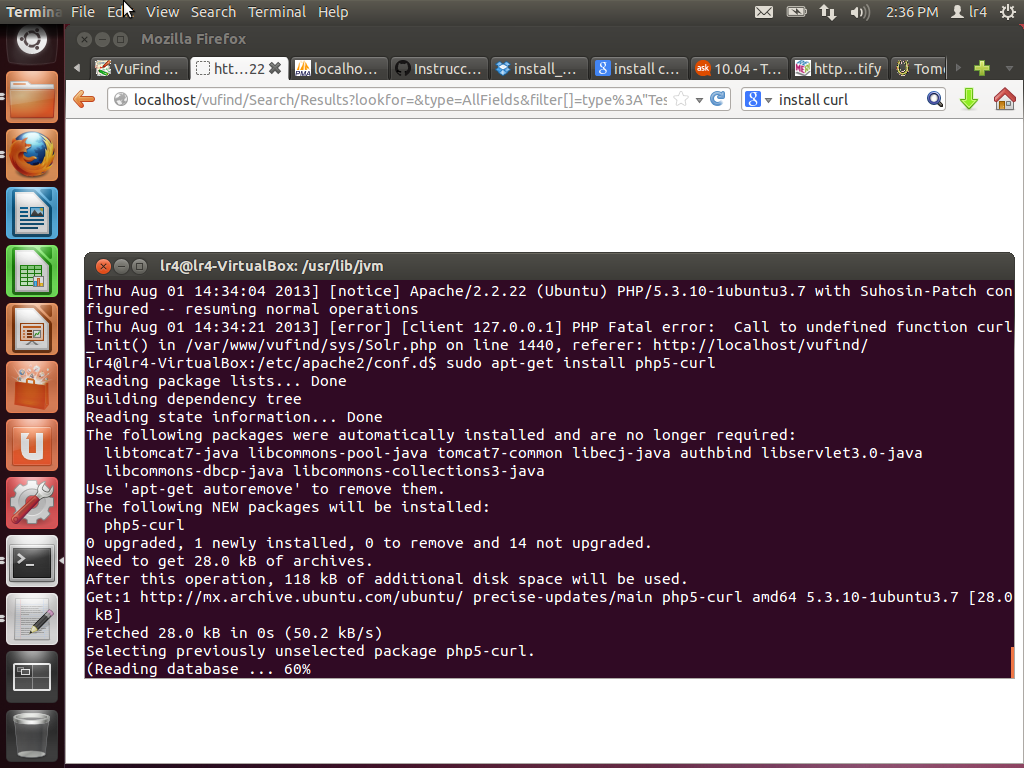 Termina File Ed View Search Terminal Help 2:36 PM lr4
Mozilla Firefox
VuFind ... htt...22 localho... Instrucc... install_... install c... 10.04 - T... http...tify Tom
localhost/vufind/Search/Results?lookfor=&type=AllFields&filter[]=type%3A"Tes install curl
lr4@lr4-VirtualBox: /usr/lib/jvm
[Thu Aug 01 14:34:04 2013] [notice] Apache/2.2.22 (Ubuntu) PHP/5.3.10-1ubuntu3.7 with Suhosin-Patch con
figured -- resuming normal operations
[Thu Aug 01 14:34:21 2013] [error] [client 127.0.0.1] PHP Fatal error:  Call to undefined function curl
_init() in /var/www/vufind/sys/Solr.php on line 1440, referer: http://localhost/vufind/
lr4@lr4-VirtualBox:/etc/apache2/conf.d$ sudo apt-get install php5-curl
Reading package lists... Done
Building dependency tree
Reading state information... Done
The following packages were automatically installed and are no longer required:
  libtomcat7-java libcommons-pool-java tomcat7-common libecj-java authbind libservlet3.0-java
  libcommons-dbcp-java libcommons-collections3-java
Use 'apt-get autoremove' to remove them.
The following NEW packages will be installed:
  php5-curl
0 upgraded, 1 newly installed, 0 to remove and 14 not upgraded.
Need to get 28.0 kB of archives.
After this operation, 118 kB of additional disk space will be used.
Get:1 http://mx.archive.ubuntu.com/ubuntu/ precise-updates/main php5-curl amd64 5.3.10-1ubuntu3.7 [28.0
 kB]
Fetched 28.0 kB in 0s (50.2 kB/s)
Selecting previously unselected package php5-curl.
(Reading database ... 60%